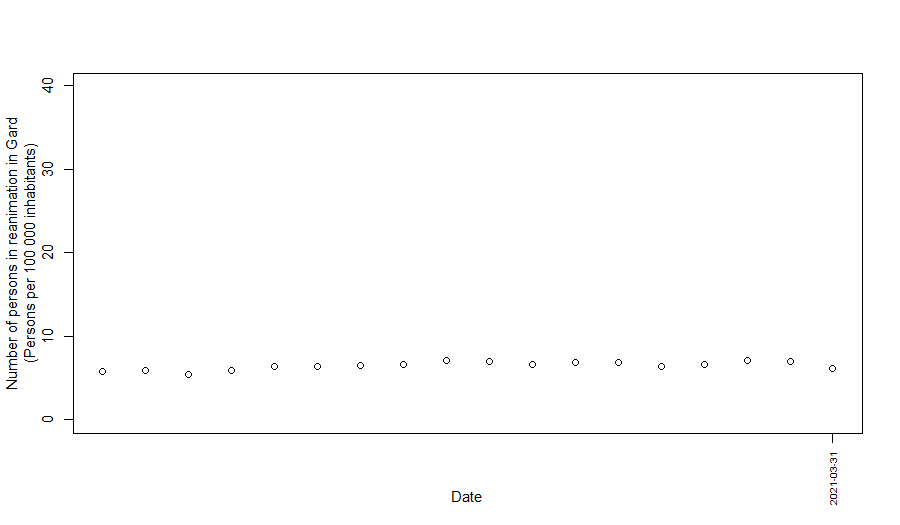 Number of persons in reanimation in Gard
(Persons per 100 000 inhabitants)
40
30
20
10
0
2021-03-31
Date